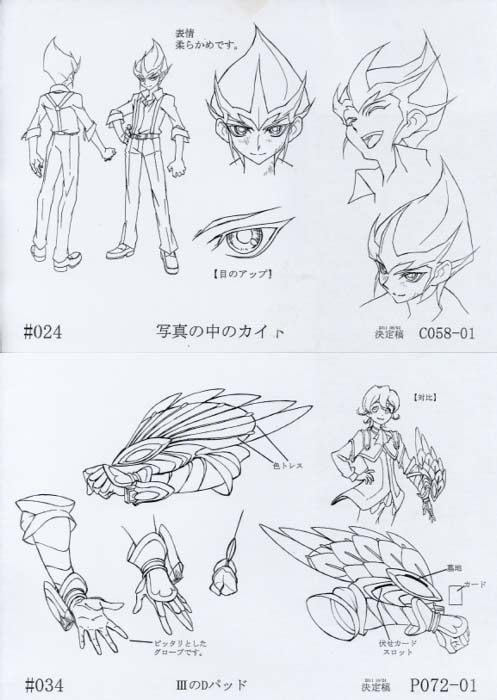 表情
柔らかめです。
【目のアップ】
#024
写真の中のカイト
決定稿
C058-01
【対比】
色トレス
墓地
カード
ピッタリとした
グローブです。
伏せカード
スロット
#034
ⅢのDパッド
決定稿
P072-01